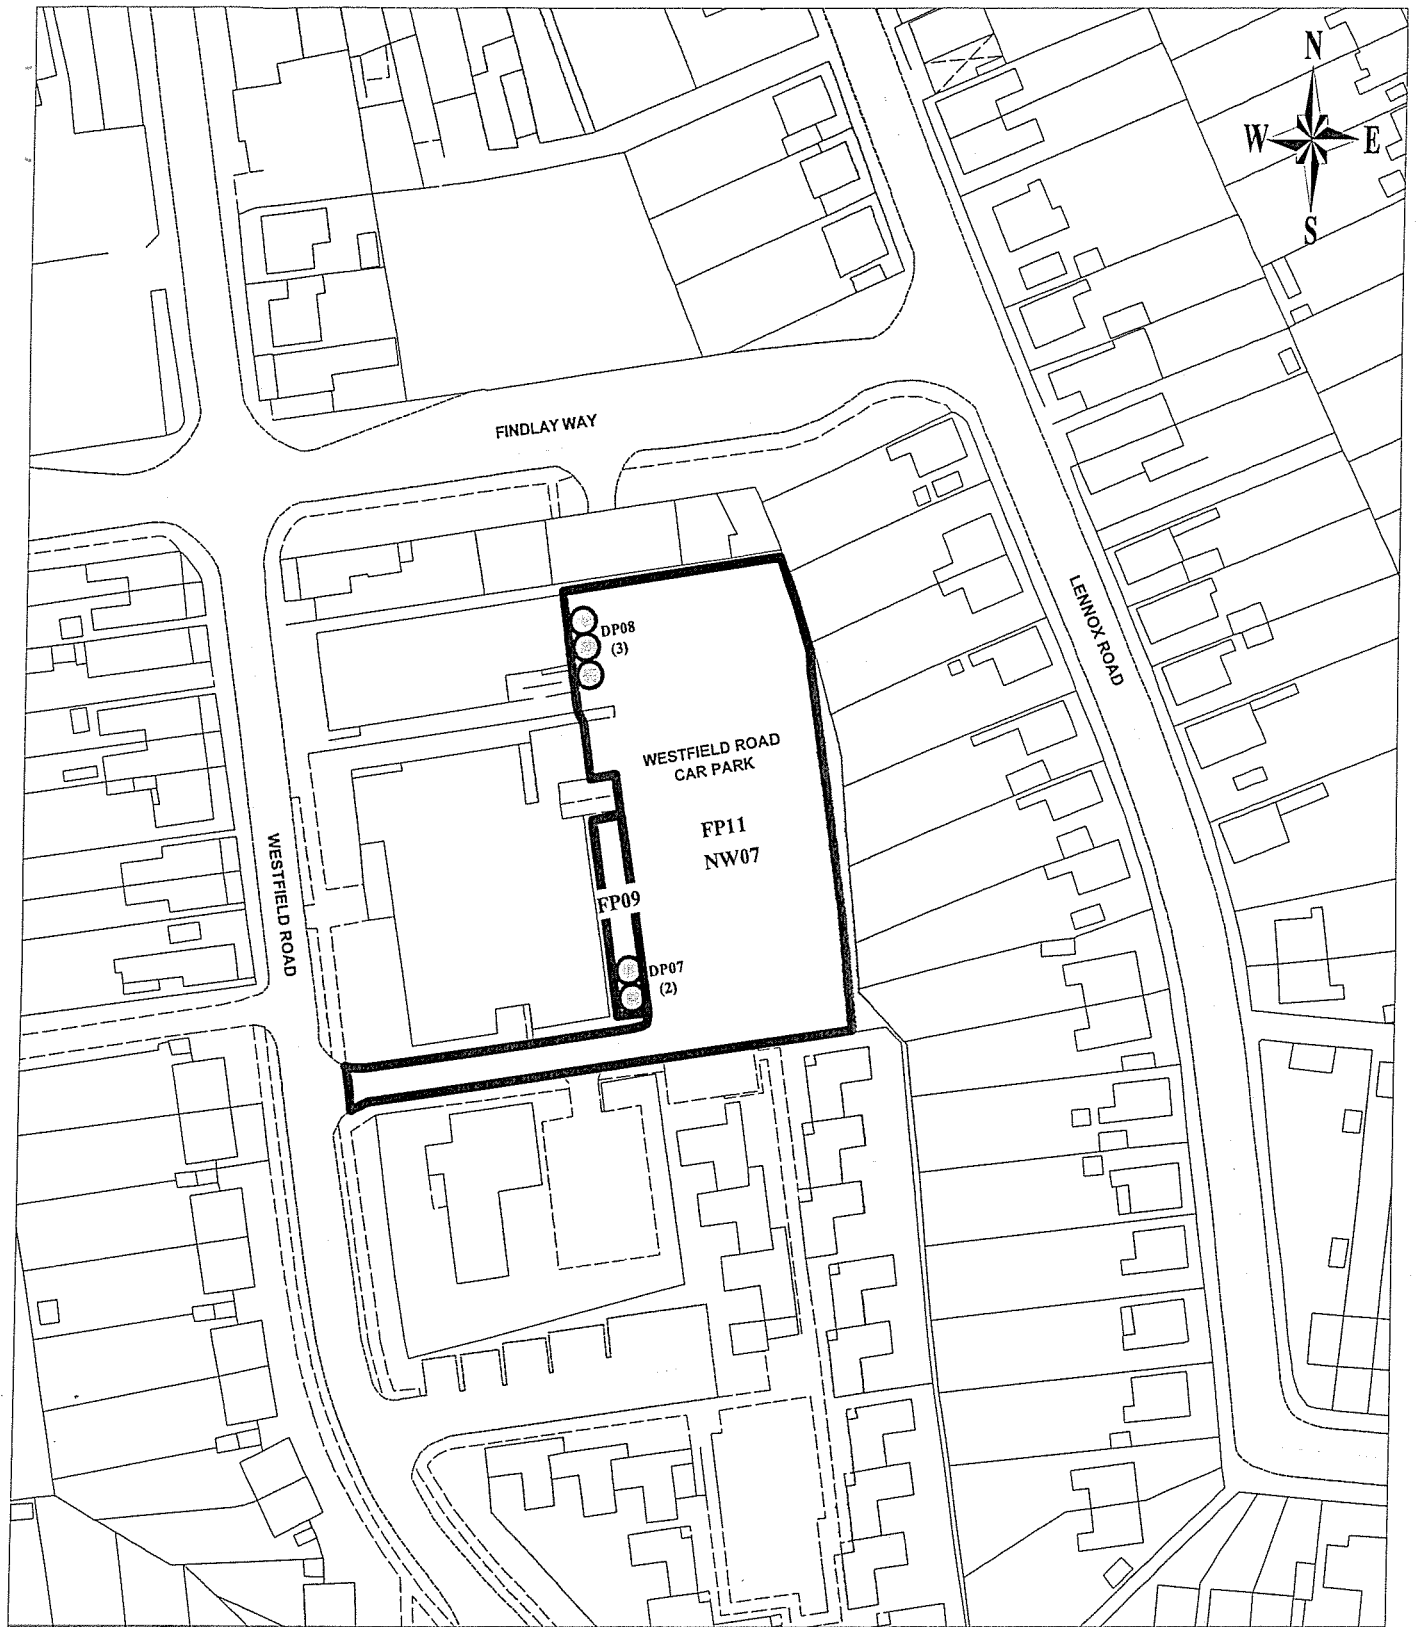 N
W E
S
FINDLAY WAY
LENNOX ROAD
DP08
(3)
WESTFIELD ROAD
CAR PARK
FP11
NW07
WESTFIELD ROAD
FP09
DP07
(2)